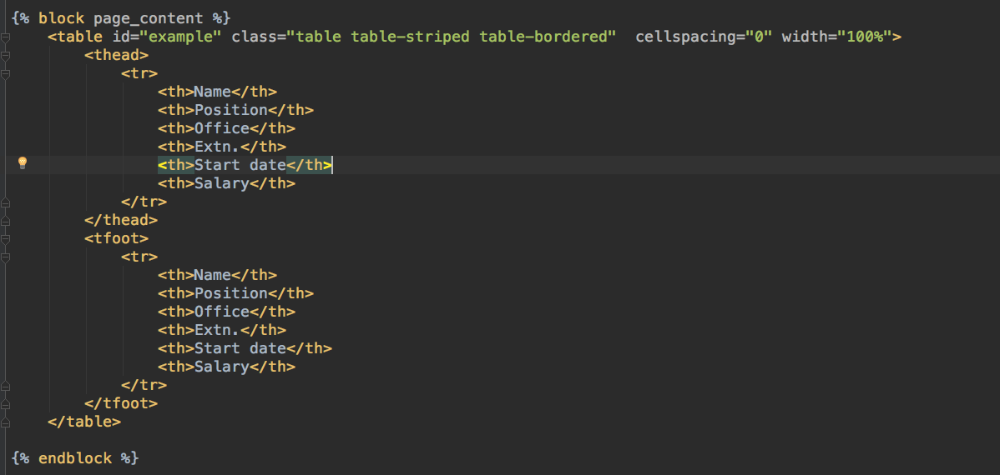 {% block page_content %}
    <table id="example" class="table table-striped table-bordered"  cellspacing="0" width="100%">
        <thead>
            <tr>
                <th>Name</th>
                <th>Position</th>
                <th>Office</th>
                <th>Extn.</th>
                <th>Start date</th>
                <th>Salary</th>
            </tr>
        </thead>
        <tfoot>
            <tr>
                <th>Name</th>
                <th>Position</th>
                <th>Office</th>
                <th>Extn.</th>
                <th>Start date</th>
                <th>Salary</th>
            </tr>
        </tfoot>
    </table>

{% endblock %}